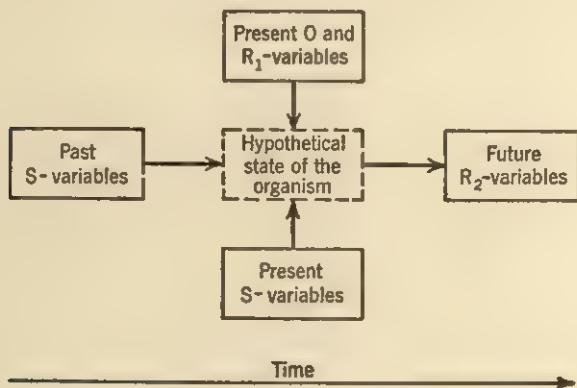 Present O and
R₁-variables
Past
S-variables
Hypothetical
state of the
organism
Future
R₂-variables
Present
S-variables
Time